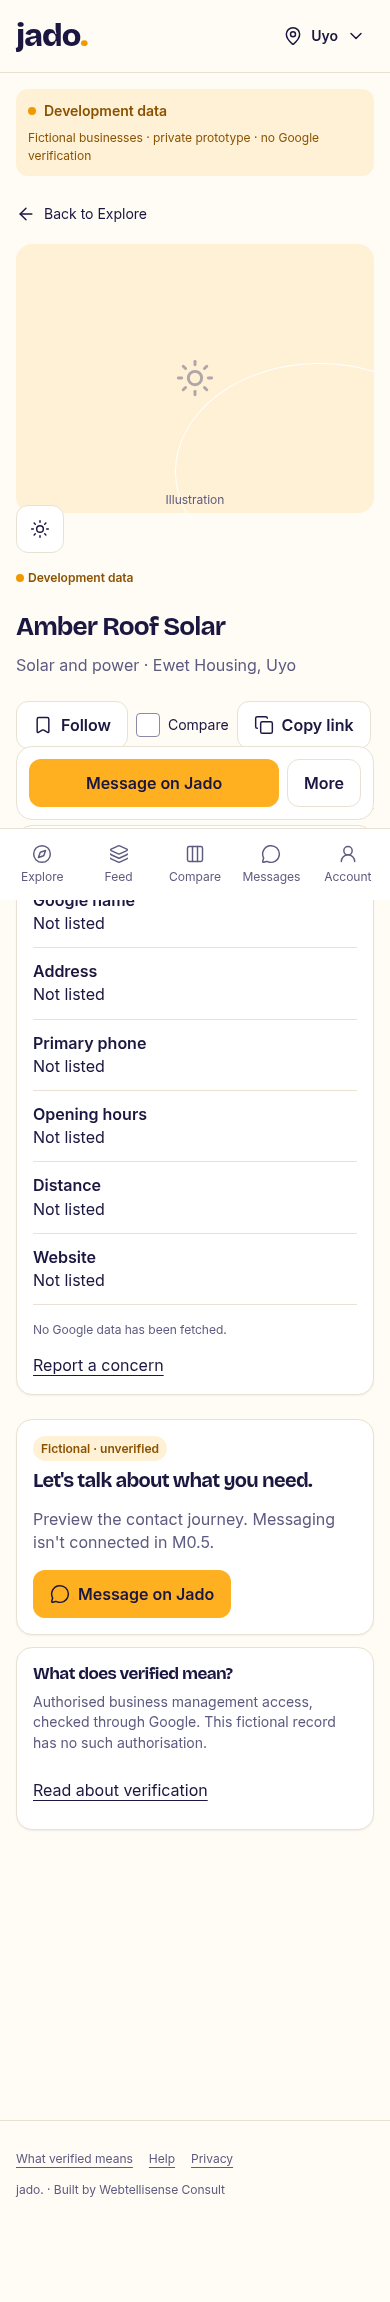 jado.
Uyo
Development data
Fictional businesses · private prototype · no Google
verification
Back to Explore
Illustration
Development data
Amber Roof Solar
Solar and power · Ewet Housing, Uyo
Follow
Compare
Copy link
Message on Jado
More
Explore
Feed
Compare
Messages
Account
Google name
Not listed
Address
Not listed
Primary phone
Not listed
Opening hours
Not listed
Distance
Not listed
Website
Not listed
No Google data has been fetched.
Report a concern
Fictional · unverified
Let's talk about what you need.
Preview the contact journey. Messaging
isn't connected in M0.5.
Message on Jado
What does verified mean?
Authorised business management access,
checked through Google. This fictional record
has no such authorisation.
Read about verification
What verified means
Help
Privacy
jado. · Built by Webtellisense Consult